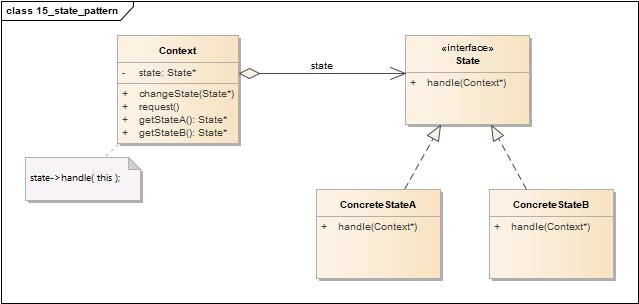 class 15_state_pattern
Context
- state: State*
+ changeState(State*)
+ request()
+ getStateA(): State*
+ getStateB(): State*
state->handle( this );
state
«interface»
State
+ handle(Context*)
ConcreteStateA
+ handle(Context*)
ConcreteStateB
+ handle(Context*)